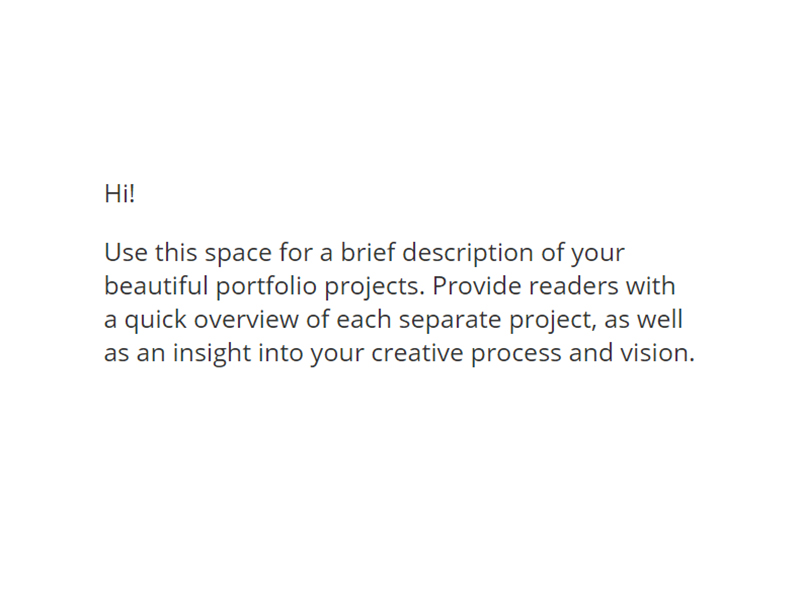 Hi!
Use this space for a brief description of your
beautiful portfolio projects. Provide readers with
a quick overview of each separate project, as well
as an insight into your creative process and vision.